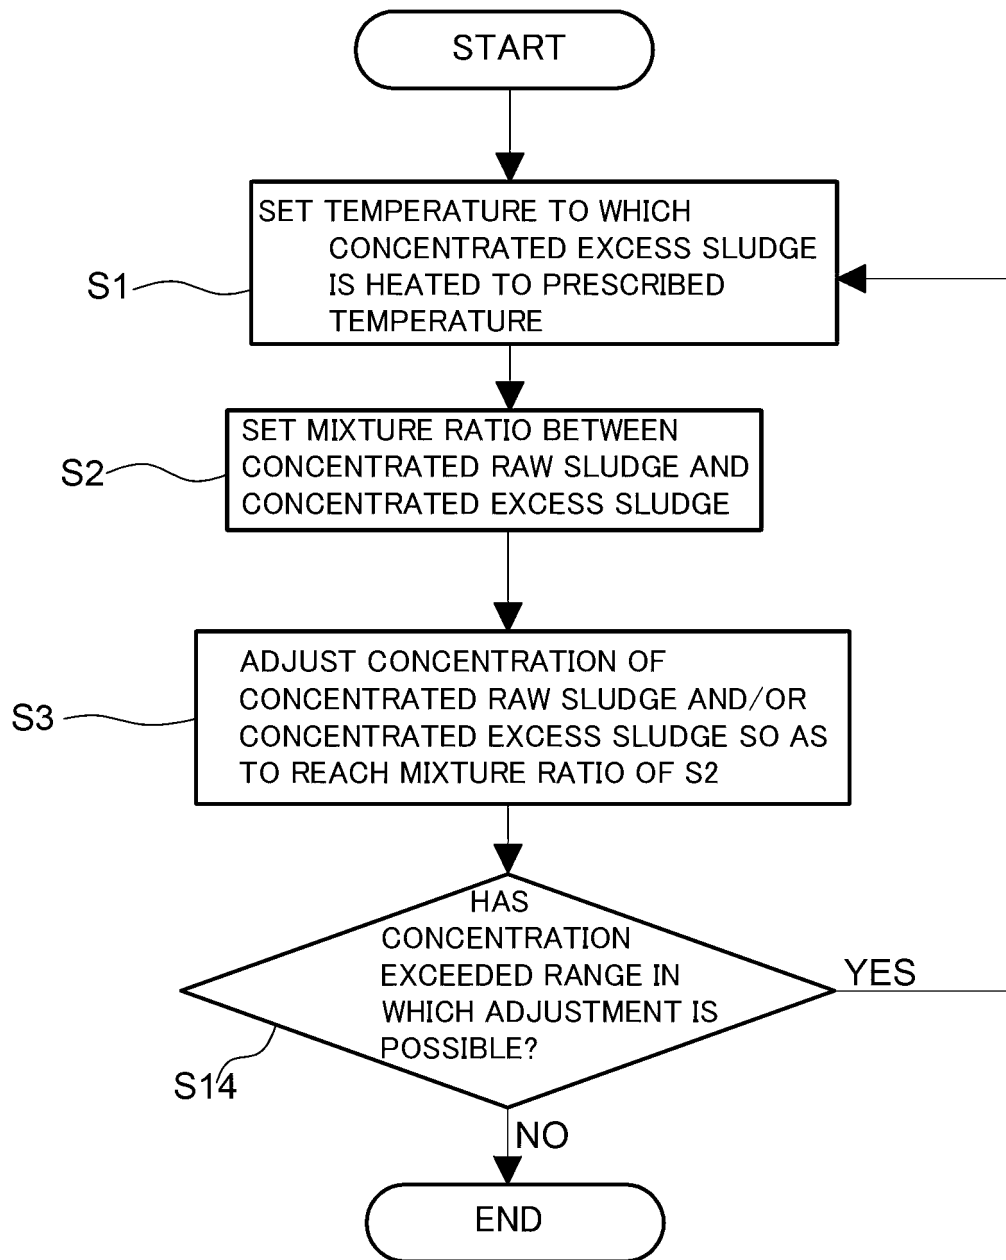 START
SET TEMPERATURE TO WHICH
CONCENTRATED EXCESS SLUDGE
IS HEATED TO PRESCRIBED
TEMPERATURE
S1
SET MIXTURE RATIO BETWEEN
CONCENTRATED RAW SLUDGE AND
CONCENTRATED EXCESS SLUDGE
S2
ADJUST CONCENTRATION OF
CONCENTRATED RAW SLUDGE AND/OR
CONCENTRATED EXCESS SLUDGE SO AS
TO REACH MIXTURE RATIO OF S2
S3
HAS
CONCENTRATION
EXCEEDED RANGE IN
WHICH ADJUSTMENT IS
POSSIBLE?
YES
S14
NO
END